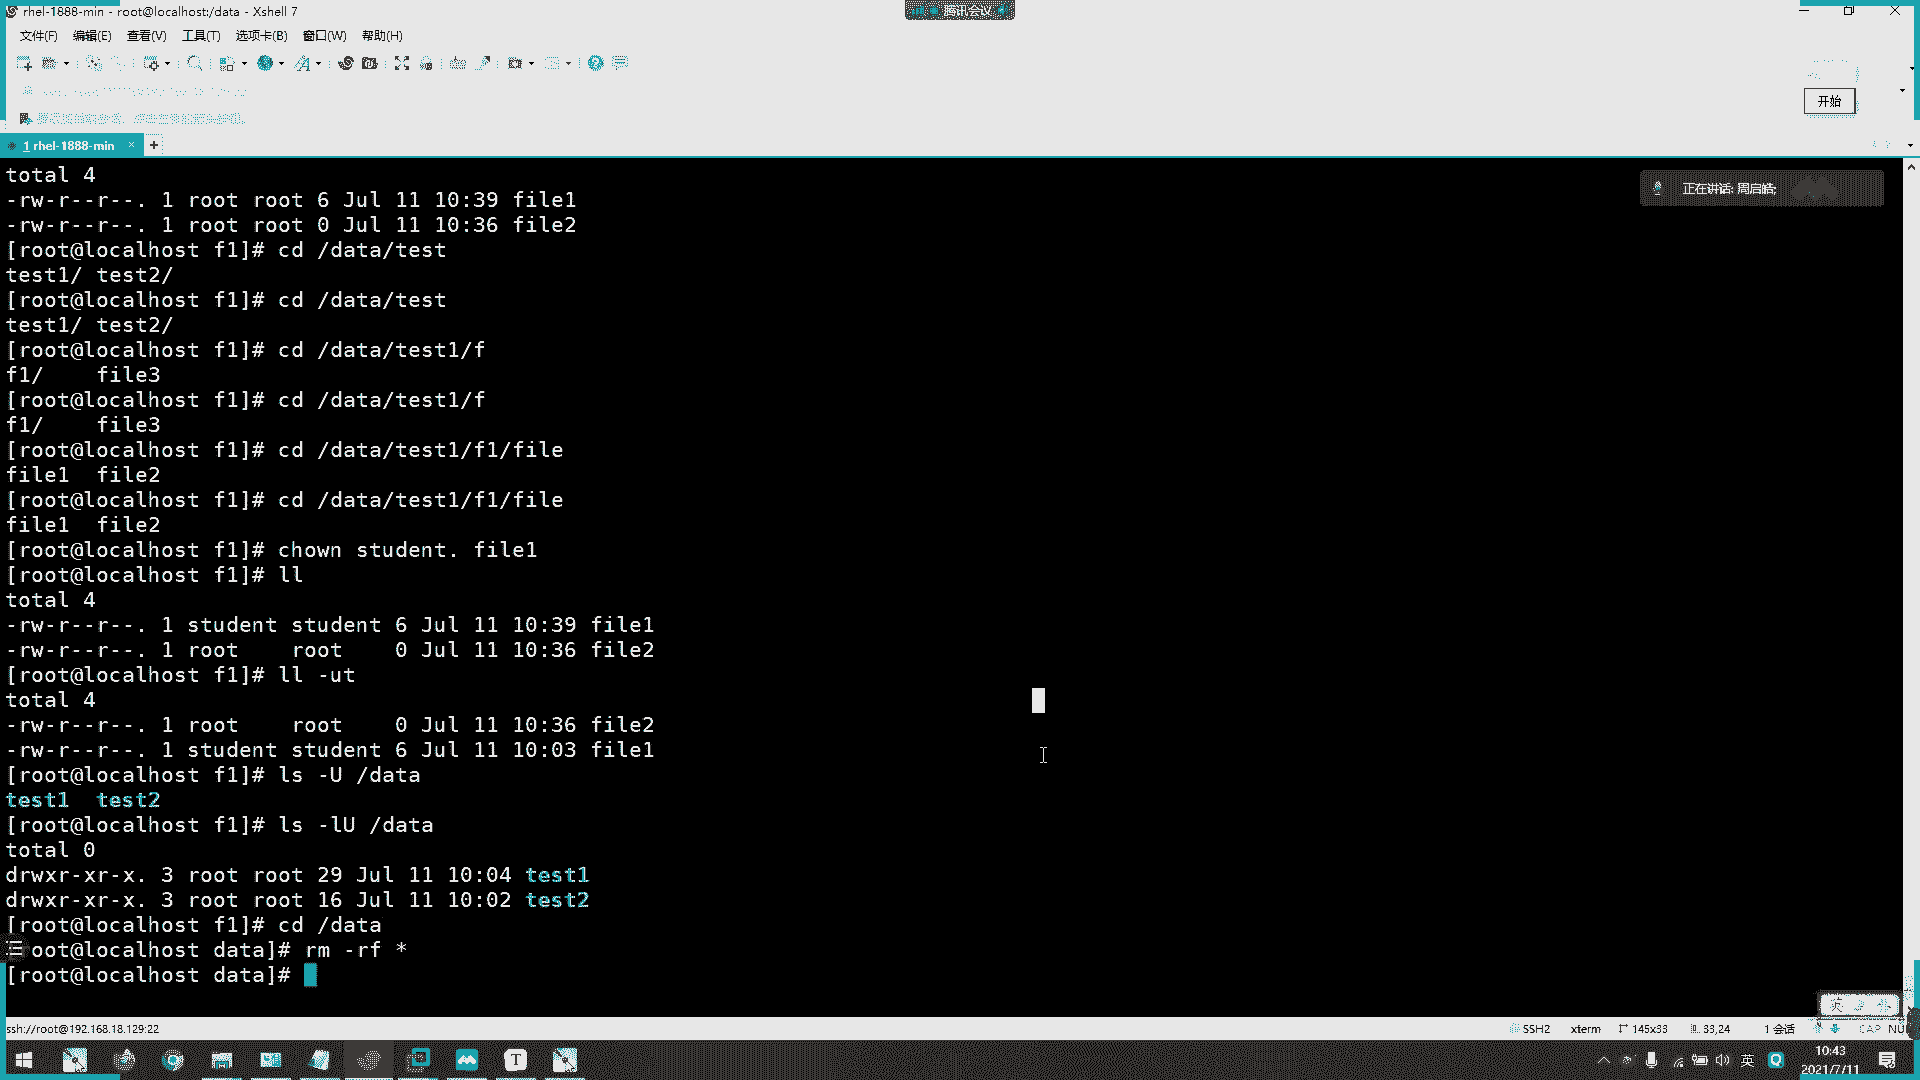 rhel-1888-min - root@localhost:/data - Xshell 7
腾讯会议
文件(F) 编辑(E) 查看(V) 工具(T) 选项卡(B) 窗口(W) 帮助(H)
开始
1 rhel-1888-min × +
正在讲话: 周启皓;
total 4
-rw-r--r--. 1 root root 6 Jul 11 10:39 file1
-rw-r--r--. 1 root root 0 Jul 11 10:36 file2
[root@localhost f1]# cd /data/test
test1/ test2/
[root@localhost f1]# cd /data/test
test1/ test2/
[root@localhost f1]# cd /data/test1/f
f1/    file3
[root@localhost f1]# cd /data/test1/f
f1/    file3
[root@localhost f1]# cd /data/test1/f1/file
file1  file2
[root@localhost f1]# cd /data/test1/f1/file
file1  file2
[root@localhost f1]# chown student. file1
[root@localhost f1]# ll
total 4
-rw-r--r--. 1 student student 6 Jul 11 10:39 file1
-rw-r--r--. 1 root    root    0 Jul 11 10:36 file2
[root@localhost f1]# ll -ut
total 4
-rw-r--r--. 1 root    root    0 Jul 11 10:36 file2
-rw-r--r--. 1 student student 6 Jul 11 10:03 file1
[root@localhost f1]# ls -U /data
test1  test2
[root@localhost f1]# ls -lU /data
total 0
drwxr-xr-x. 3 root root 29 Jul 11 10:04 test1
drwxr-xr-x. 3 root root 16 Jul 11 10:02 test2
[root@localhost f1]# cd /data
root@localhost data]# rm -rf *
[root@localhost data]#
英
ssh://root@192.168.18.129:22 SSH2 xterm 145x33 33,24 1 会话 CAP NU
T
英
10:43
2021/7/11